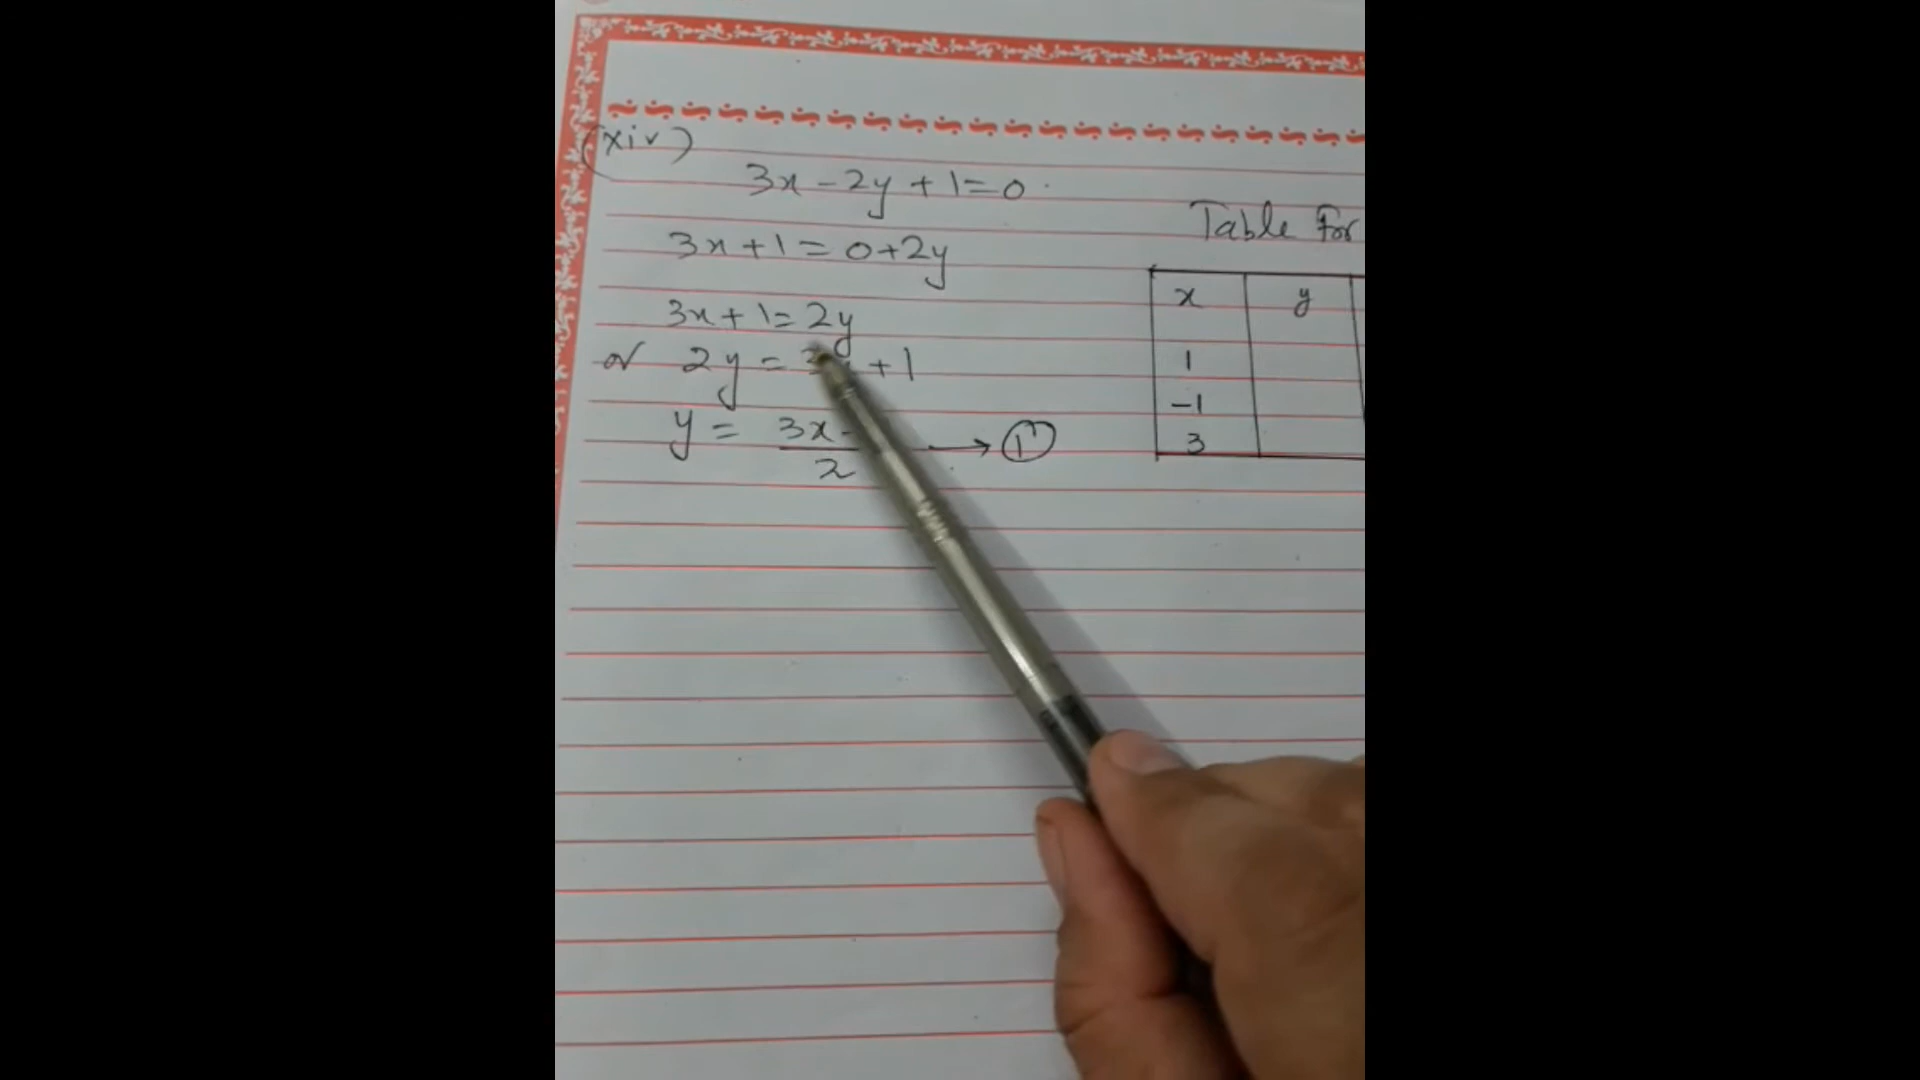 (xiv)
3x - 2y + 1 = 0
3x + 1 = 0 + 2y
3x + 1 = 2y
or 2y = + 1
y = 3x / 2 → ①
Table For
x y
1
-1
3